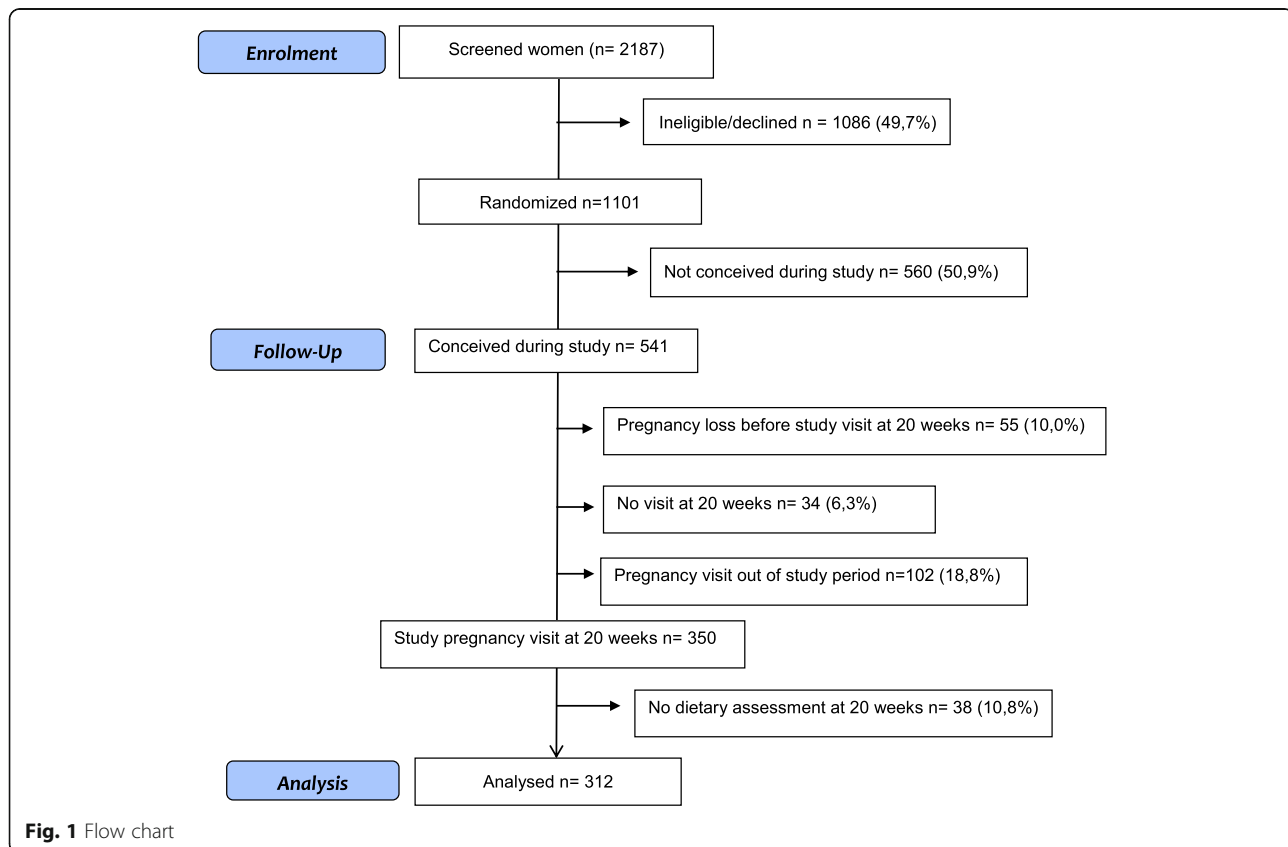 Enrolment
Screened women (n= 2187)
Ineligible/declined n = 1086 (49,7%)
Randomized n=1101
Not conceived during study n= 560 (50,9%)
Follow-Up
Conceived during study n= 541
Pregnancy loss before study visit at 20 weeks n= 55 (10,0%)
No visit at 20 weeks n= 34 (6,3%)
Pregnancy visit out of study period n=102 (18,8%)
Study pregnancy visit at 20 weeks n= 350
No dietary assessment at 20 weeks n= 38 (10,8%)
Analysis
Analysed n= 312
Fig. 1 Flow chart